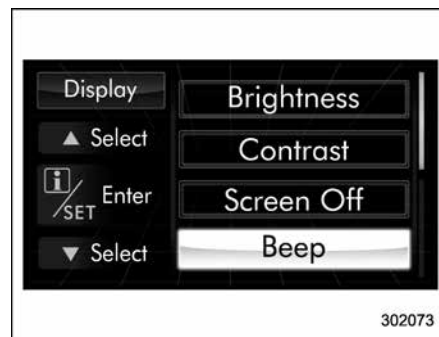 Display
▲ Select
i/SET Enter
▼ Select
Brightness
Contrast
Screen Off
Beep
302073